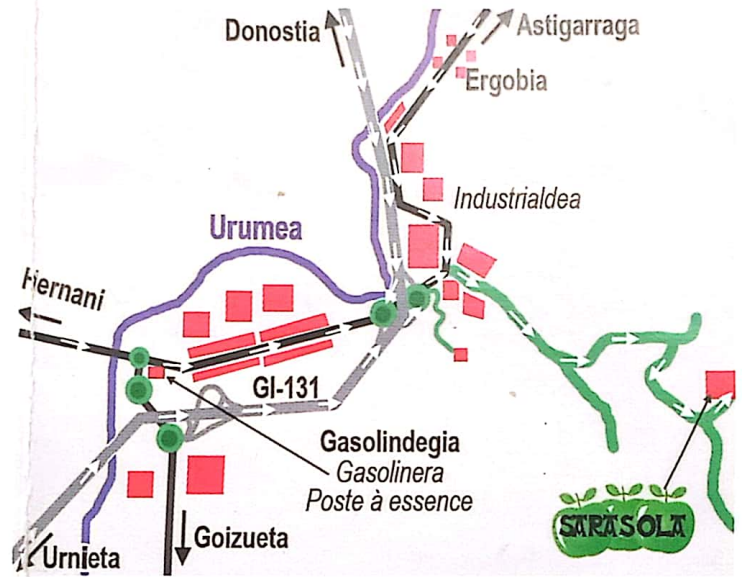 Donostia
Astigarraga
Ergobia
Industrialdea
Urumea
Hernani
GI-131
Gasolindegia
Gasolinera
Poste à essence
SARASOLA
Goizueta
Urnieta